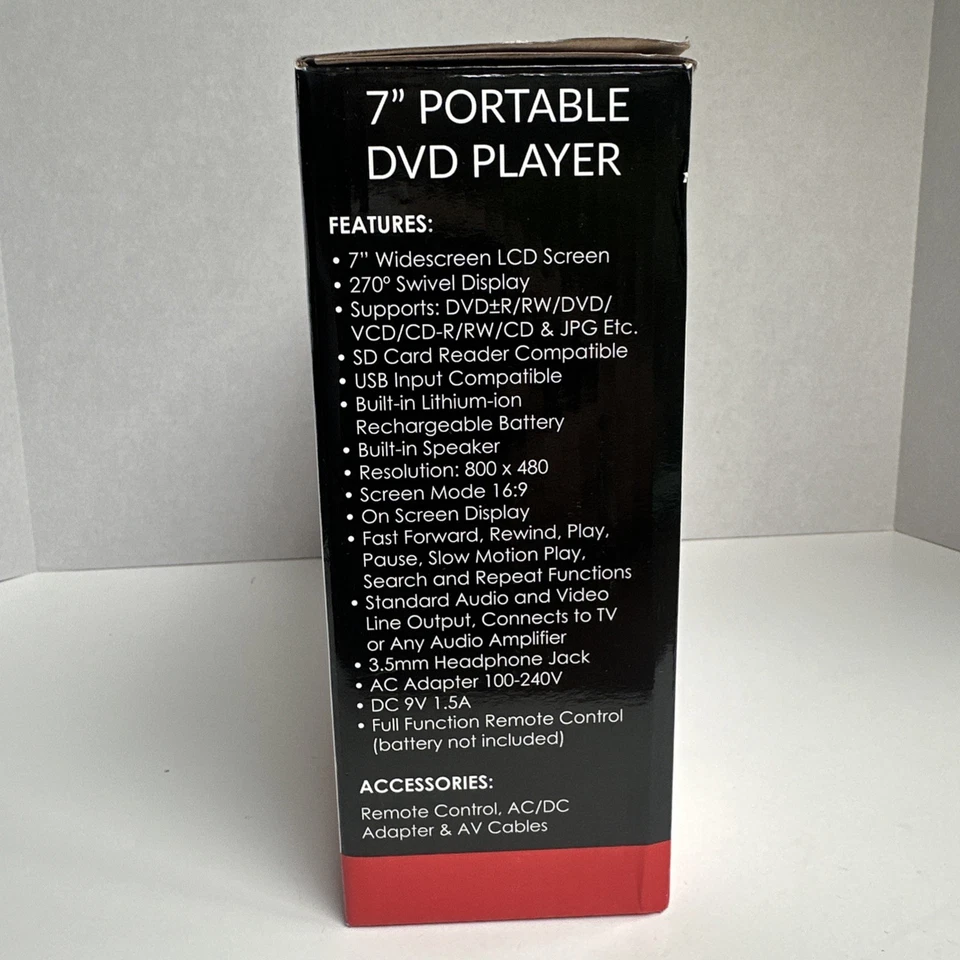 7” PORTABLE
DVD PLAYER
FEATURES:
• 7” Widescreen LCD Screen
• 270º Swivel Display
• Supports: DVD±R/RW/DVD/
VCD/CD-R/RW/CD & JPG Etc.
• SD Card Reader Compatible
• USB Input Compatible
• Built-in Lithium-ion
Rechargeable Battery
• Built-in Speaker
• Resolution: 800 x 480
• Screen Mode 16:9
• On Screen Display
• Fast Forward, Rewind, Play,
Pause, Slow Motion Play,
Search and Repeat Functions
• Standard Audio and Video
Line Output, Connects to TV
or Any Audio Amplifier
• 3.5mm Headphone Jack
• AC Adapter 100-240V
• DC 9V 1.5A
• Full Function Remote Control
(battery not included)
ACCESSORIES:
Remote Control, AC/DC
Adapter & AV Cables